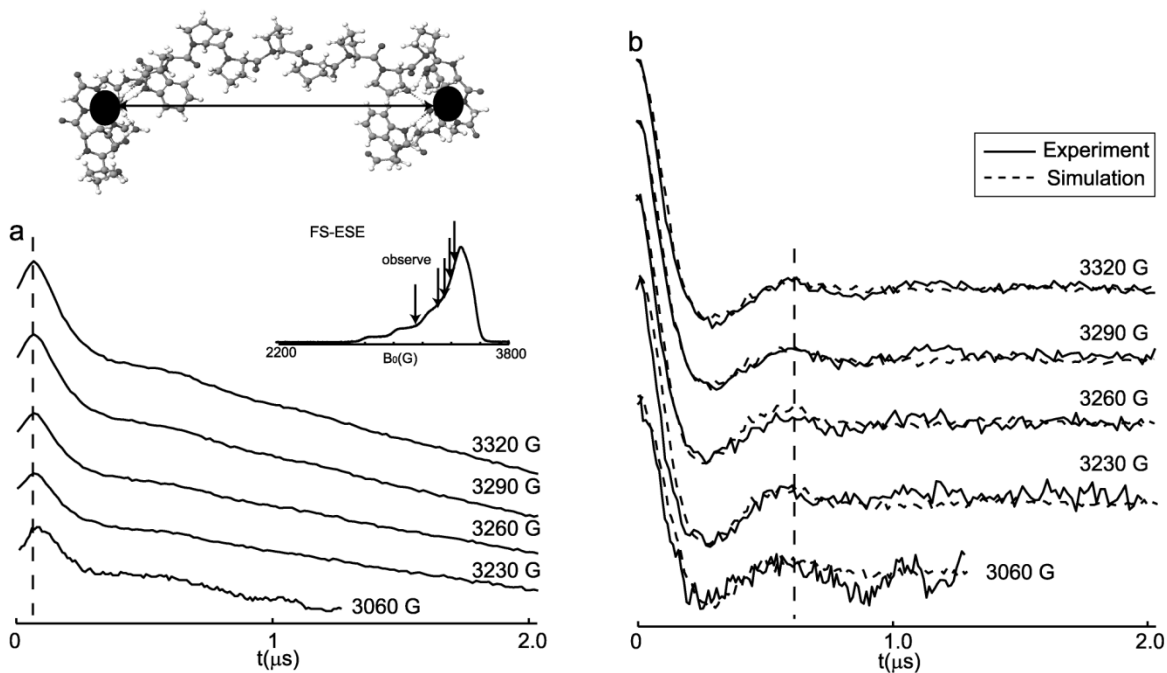 a
FS-ESE
observe
2200
B₀(G)
3800
3320 G
3290 G
3260 G
3230 G
3060 G
0
1
2.0
t(μs)
b
Experiment
Simulation
3320 G
3290 G
3260 G
3230 G
3060 G
0
1.0
2.0
t(μs)